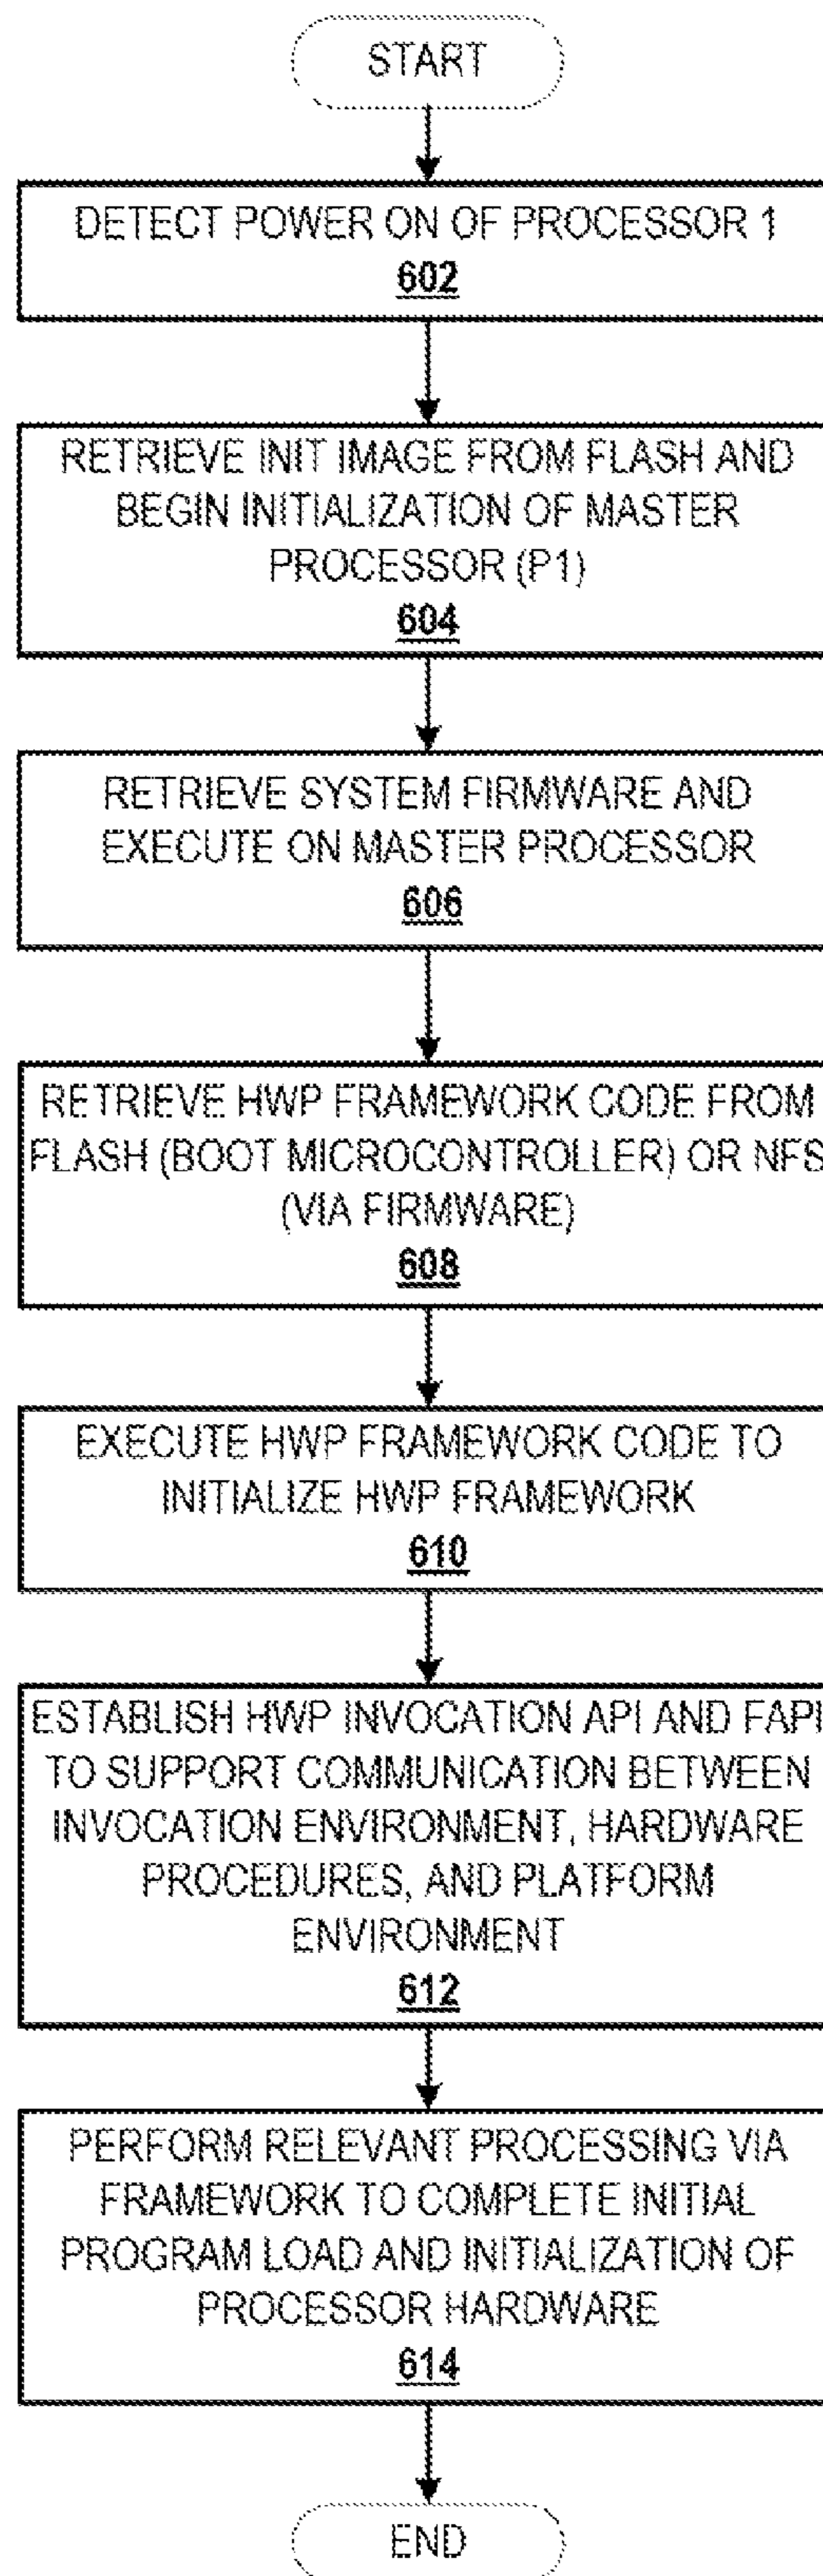 START
DETECT POWER ON OF PROCESSOR 1
602
RETRIEVE INIT IMAGE FROM FLASH AND
BEGIN INITIALIZATION OF MASTER
PROCESSOR (P1)
604
RETRIEVE SYSTEM FIRMWARE AND
EXECUTE ON MASTER PROCESSOR
606
RETRIEVE HWP FRAMEWORK CODE FROM
FLASH (BOOT MICROCONTROLLER) OR NFS
(VIA FIRMWARE)
608
EXECUTE HWP FRAMEWORK CODE TO
INITIALIZE HWP FRAMEWORK
610
ESTABLISH HWP INVOCATION API AND FAPI
TO SUPPORT COMMUNICATION BETWEEN
INVOCATION ENVIRONMENT, HARDWARE
PROCEDURES, AND PLATFORM
ENVIRONMENT
612
PERFORM RELEVANT PROCESSING VIA
FRAMEWORK TO COMPLETE INITIAL
PROGRAM LOAD AND INITIALIZATION OF
PROCESSOR HARDWARE
614
END